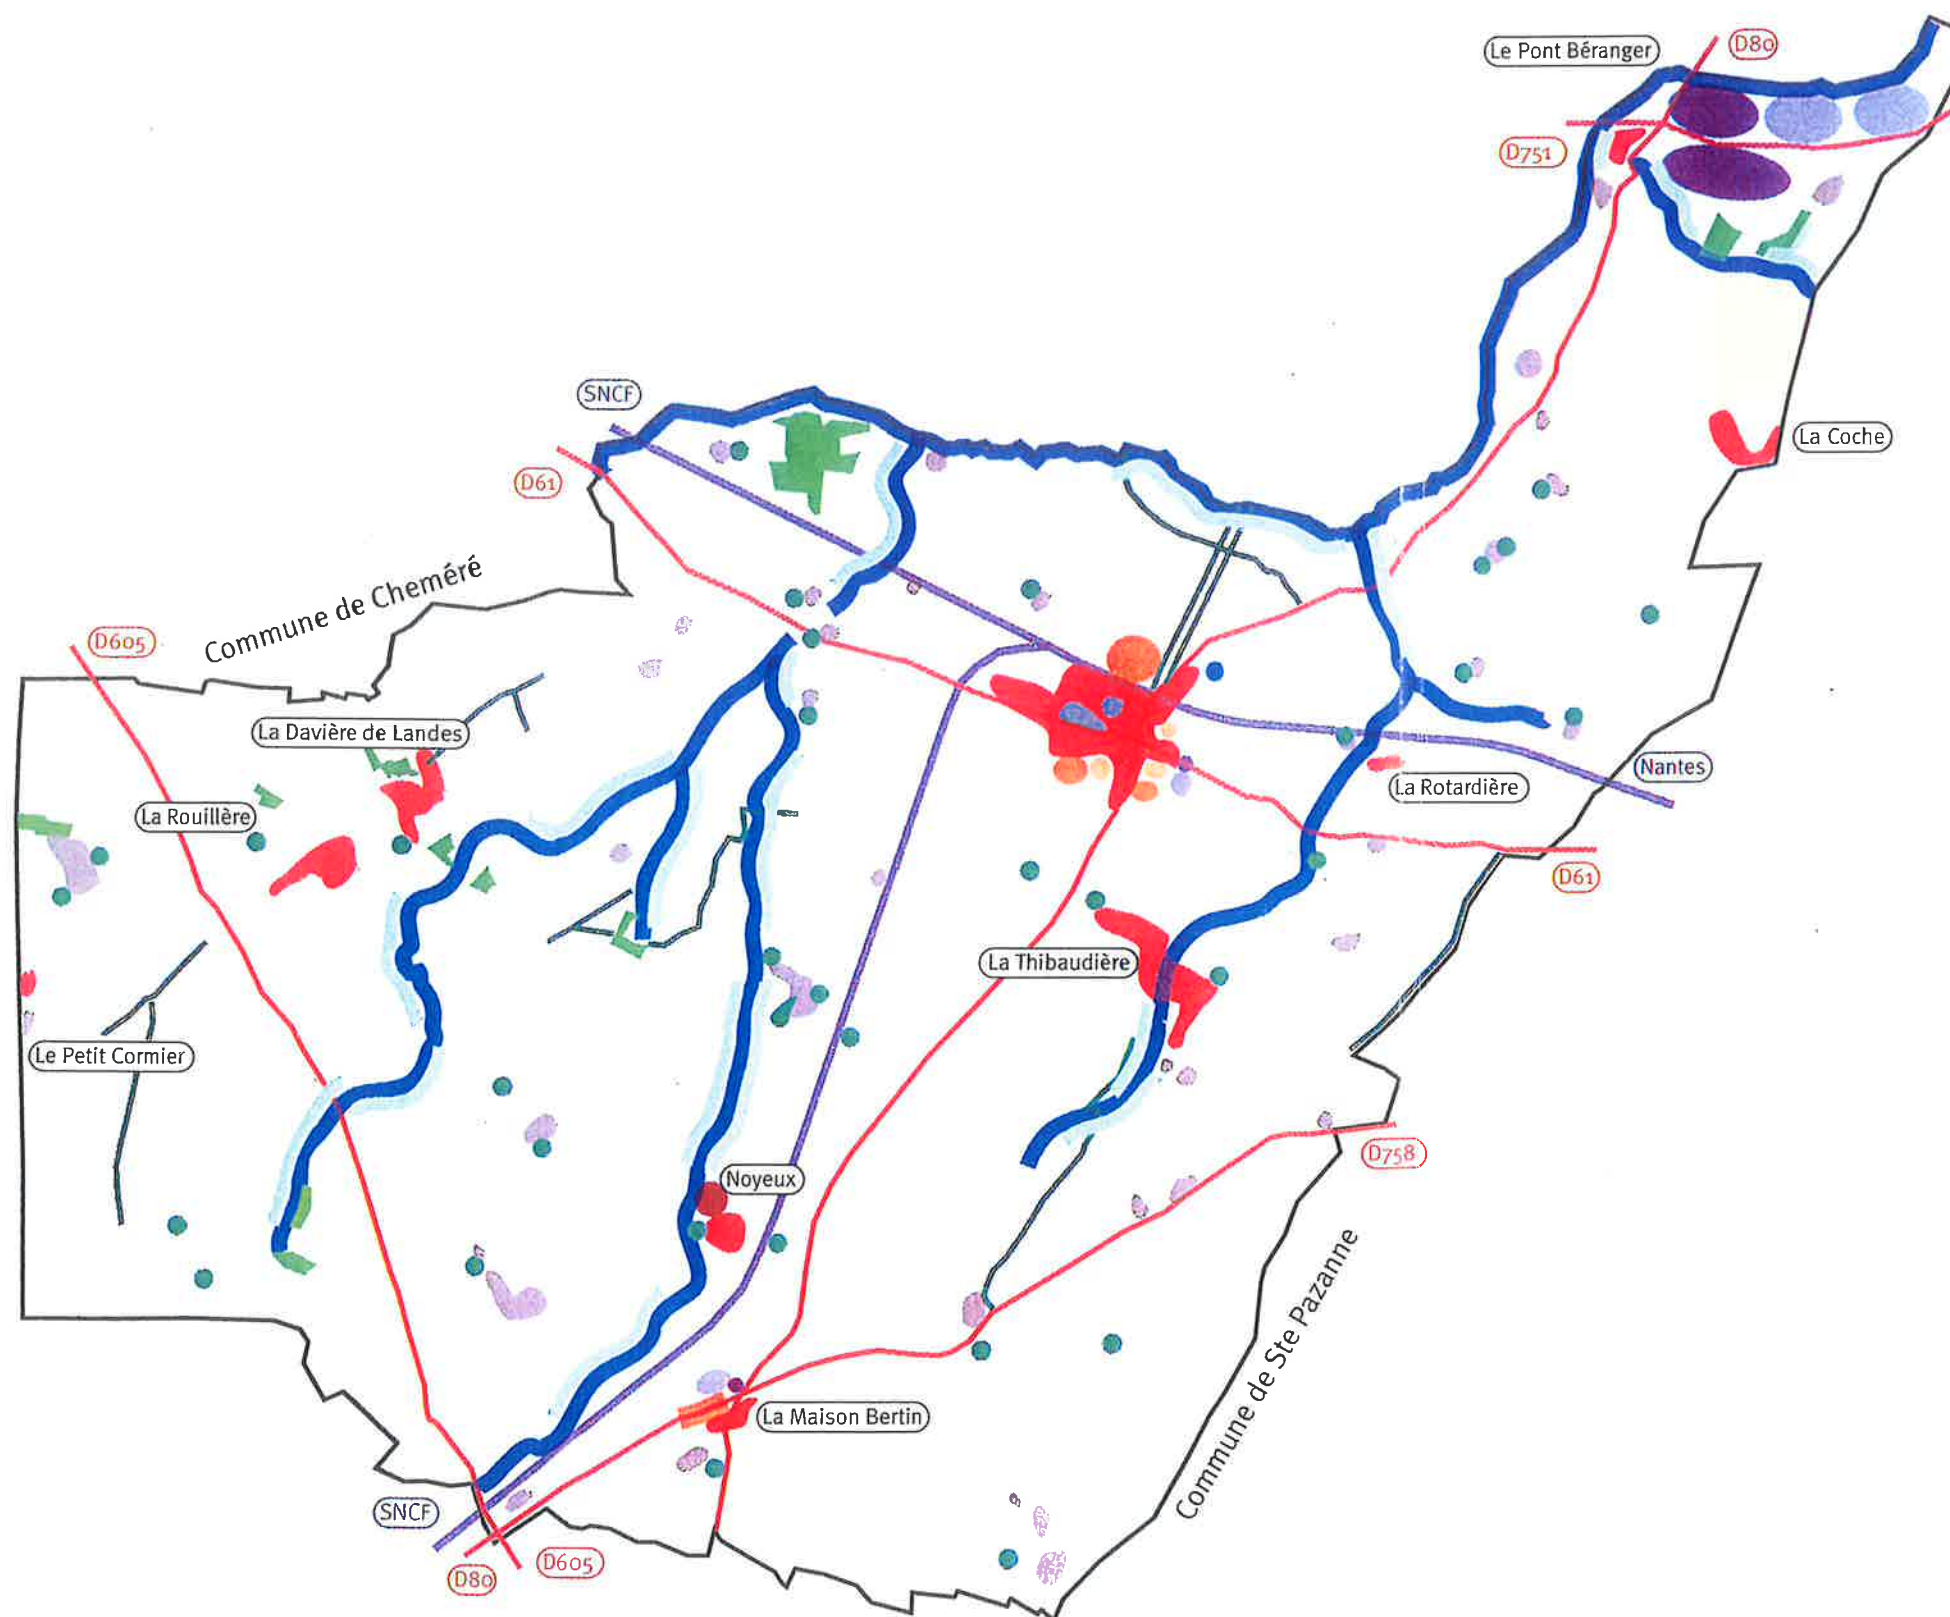 Le Pont Béranger
D80
D751
SNCF
La Coche
D61
Commune de Cheméré
D605
La Davière de Landes
Nantes
La Rotardière
La Rouillère
D61
La Thibaudière
Le Petit Cormier
D758
Noyeux
Commune de Ste Pazanne
La Maison Bertin
SNCF
D605
D80